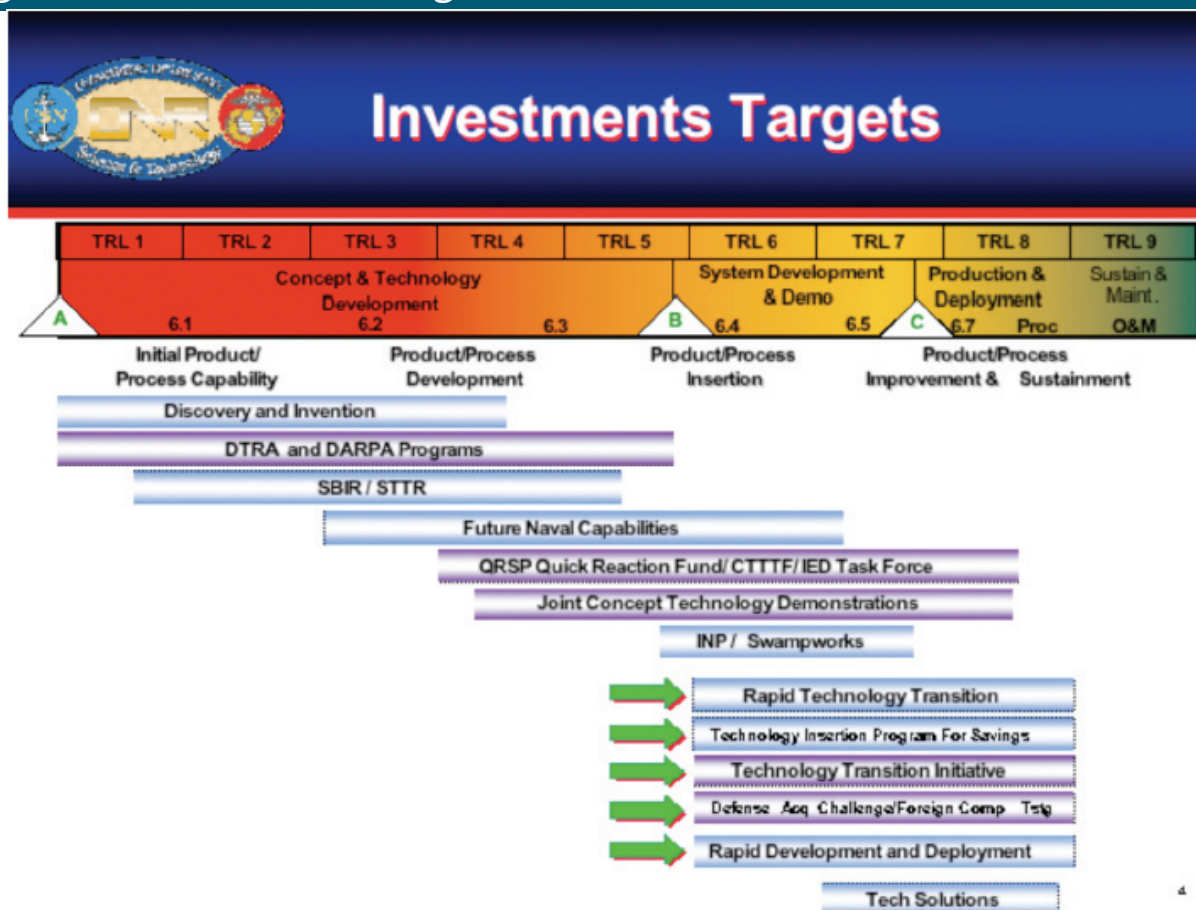 Investments Targets
TRL 1 TRL 2 TRL 3 TRL 4 TRL 5 TRL 6 TRL 7 TRL 8 TRL 9
Concept & Technology
Development
System Development
& Demo
Production &
Deployment
Sustain &
Maint.
A 6.1 6.2 6.3 B 6.4 6.5 C 6.7 Proc O&M
Initial Product/
Process Capability
Product/Process
Development
Product/Process
Insertion
Product/Process
Improvement & Sustainment
Discovery and Invention
DTRA and DARPA Programs
SBIR / STTR
Future Naval Capabilities
QRSP Quick Reaction Fund/ CTTTF/ IED Task Force
Joint Concept Technology Demonstrations
INP / Swampworks
Rapid Technology Transition
Technology Insertion Program For Savings
Technology Transition Initiative
Defense Acq Challenge/Foreign Comp Tstg
Rapid Development and Deployment
Tech Solutions
4